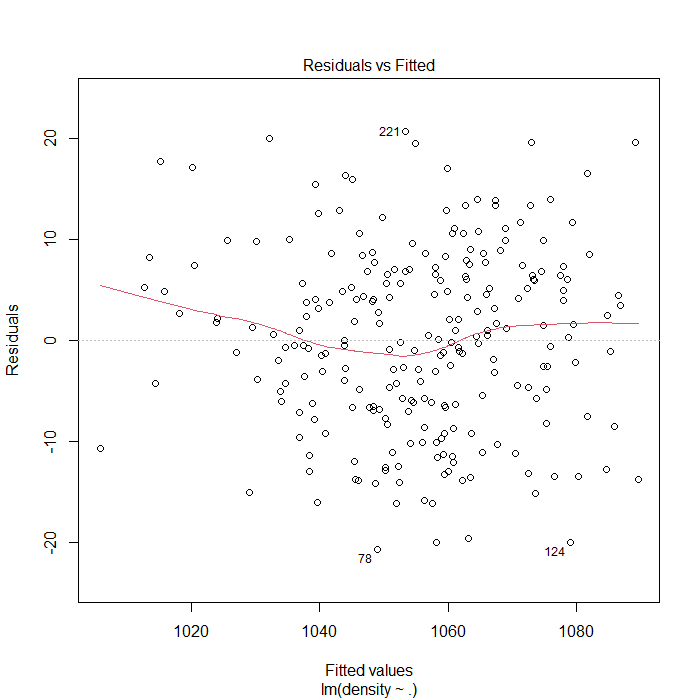 Residuals vs Fitted
Residuals
20
10
0
-10
-20
221
78
124
1020 1040 1060 1080
Fitted values
lm(density ~ .)